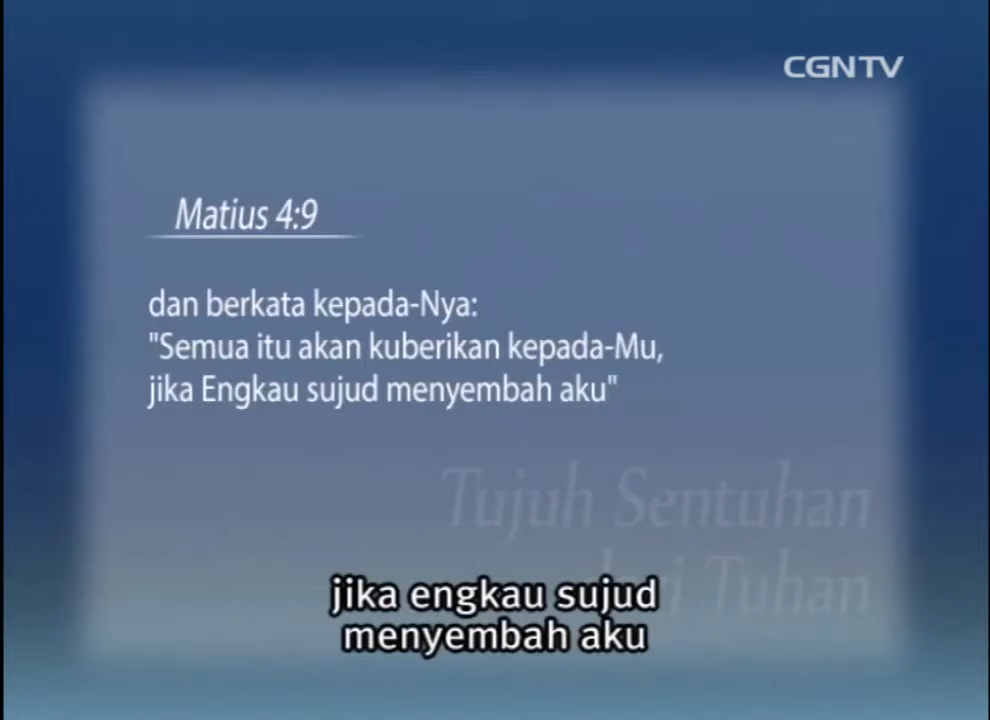 CGNTV
Matius 4:9
dan berkata kepada-Nya:
"Semua itu akan kuberikan kepada-Mu,
jika Engkau sujud menyembah aku"
Tujuh Sentuhan
Tuhan
jika engkau sujud
menyembah aku